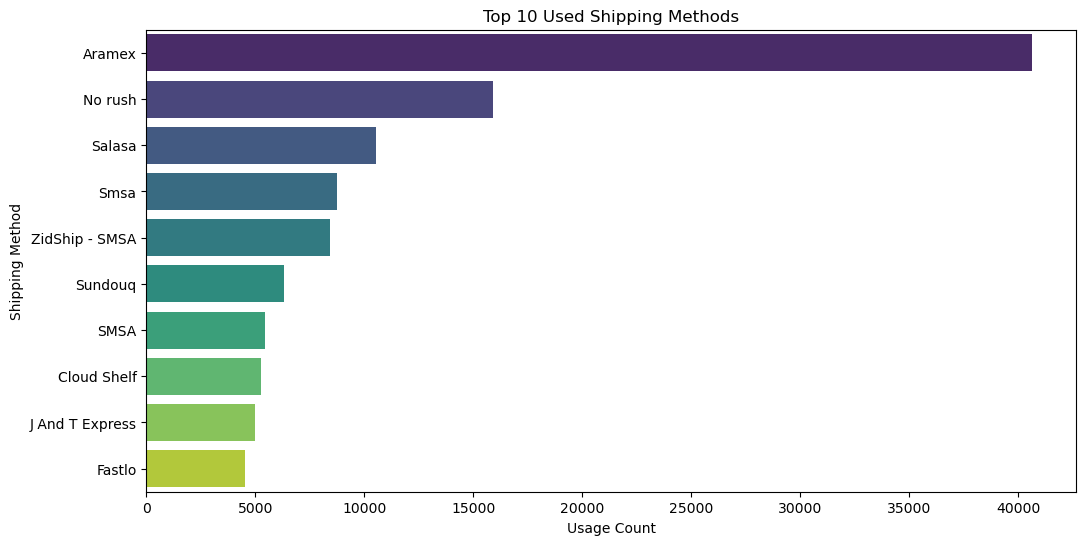 Top 10 Used Shipping Methods
Shipping Method
Aramex
No rush
Salasa
Smsa
ZidShip - SMSA
Sundouq
SMSA
Cloud Shelf
J And T Express
Fastlo
0 5000 10000 15000 20000 25000 30000 35000 40000
Usage Count